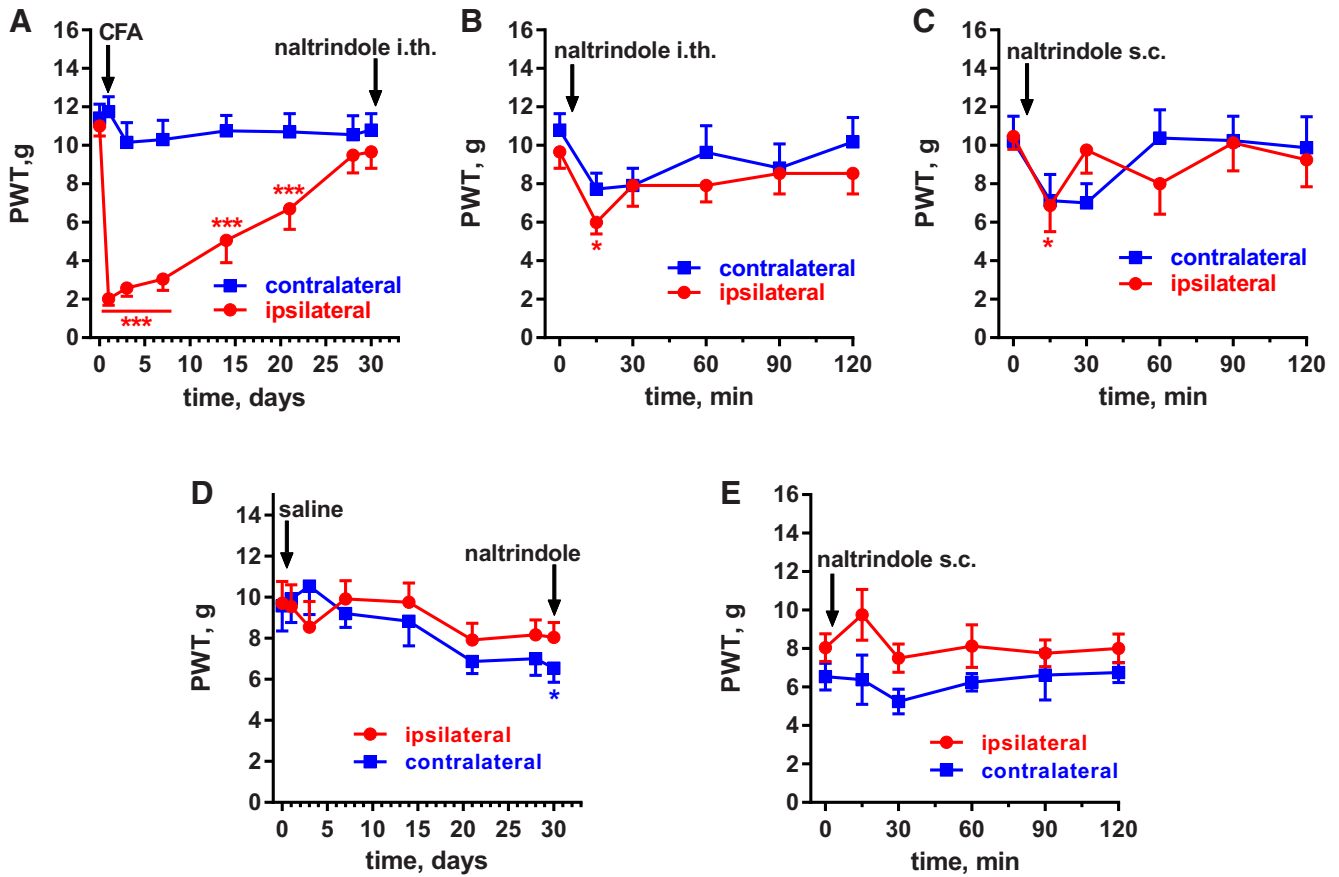 A
CFA
naltrindole i.th.
PWT,g
16
14
12
10
8
6
4
2
0
***
***
***
contralateral
ipsilateral
0 5 10 15 20 25 30
time, days
B
naltrindole i.th.
PWT, g
16
14
12
10
8
6
4
2
0
*
contralateral
ipsilateral
0 30 60 90 120
time, min
C
naltrindole s.c.
PWT, g
16
14
12
10
8
6
4
2
0
*
contralateral
ipsilateral
0 30 60 90 120
time, min
D
saline
naltrindole
PWT, g
14
12
10
8
6
4
2
0
*
ipsilateral
contralateral
0 5 10 15 20 25 30
time, days
E
naltrindole s.c.
PWT, g
16
14
12
10
8
6
4
2
0
ipsilateral
contralateral
0 30 60 90 120
time, min